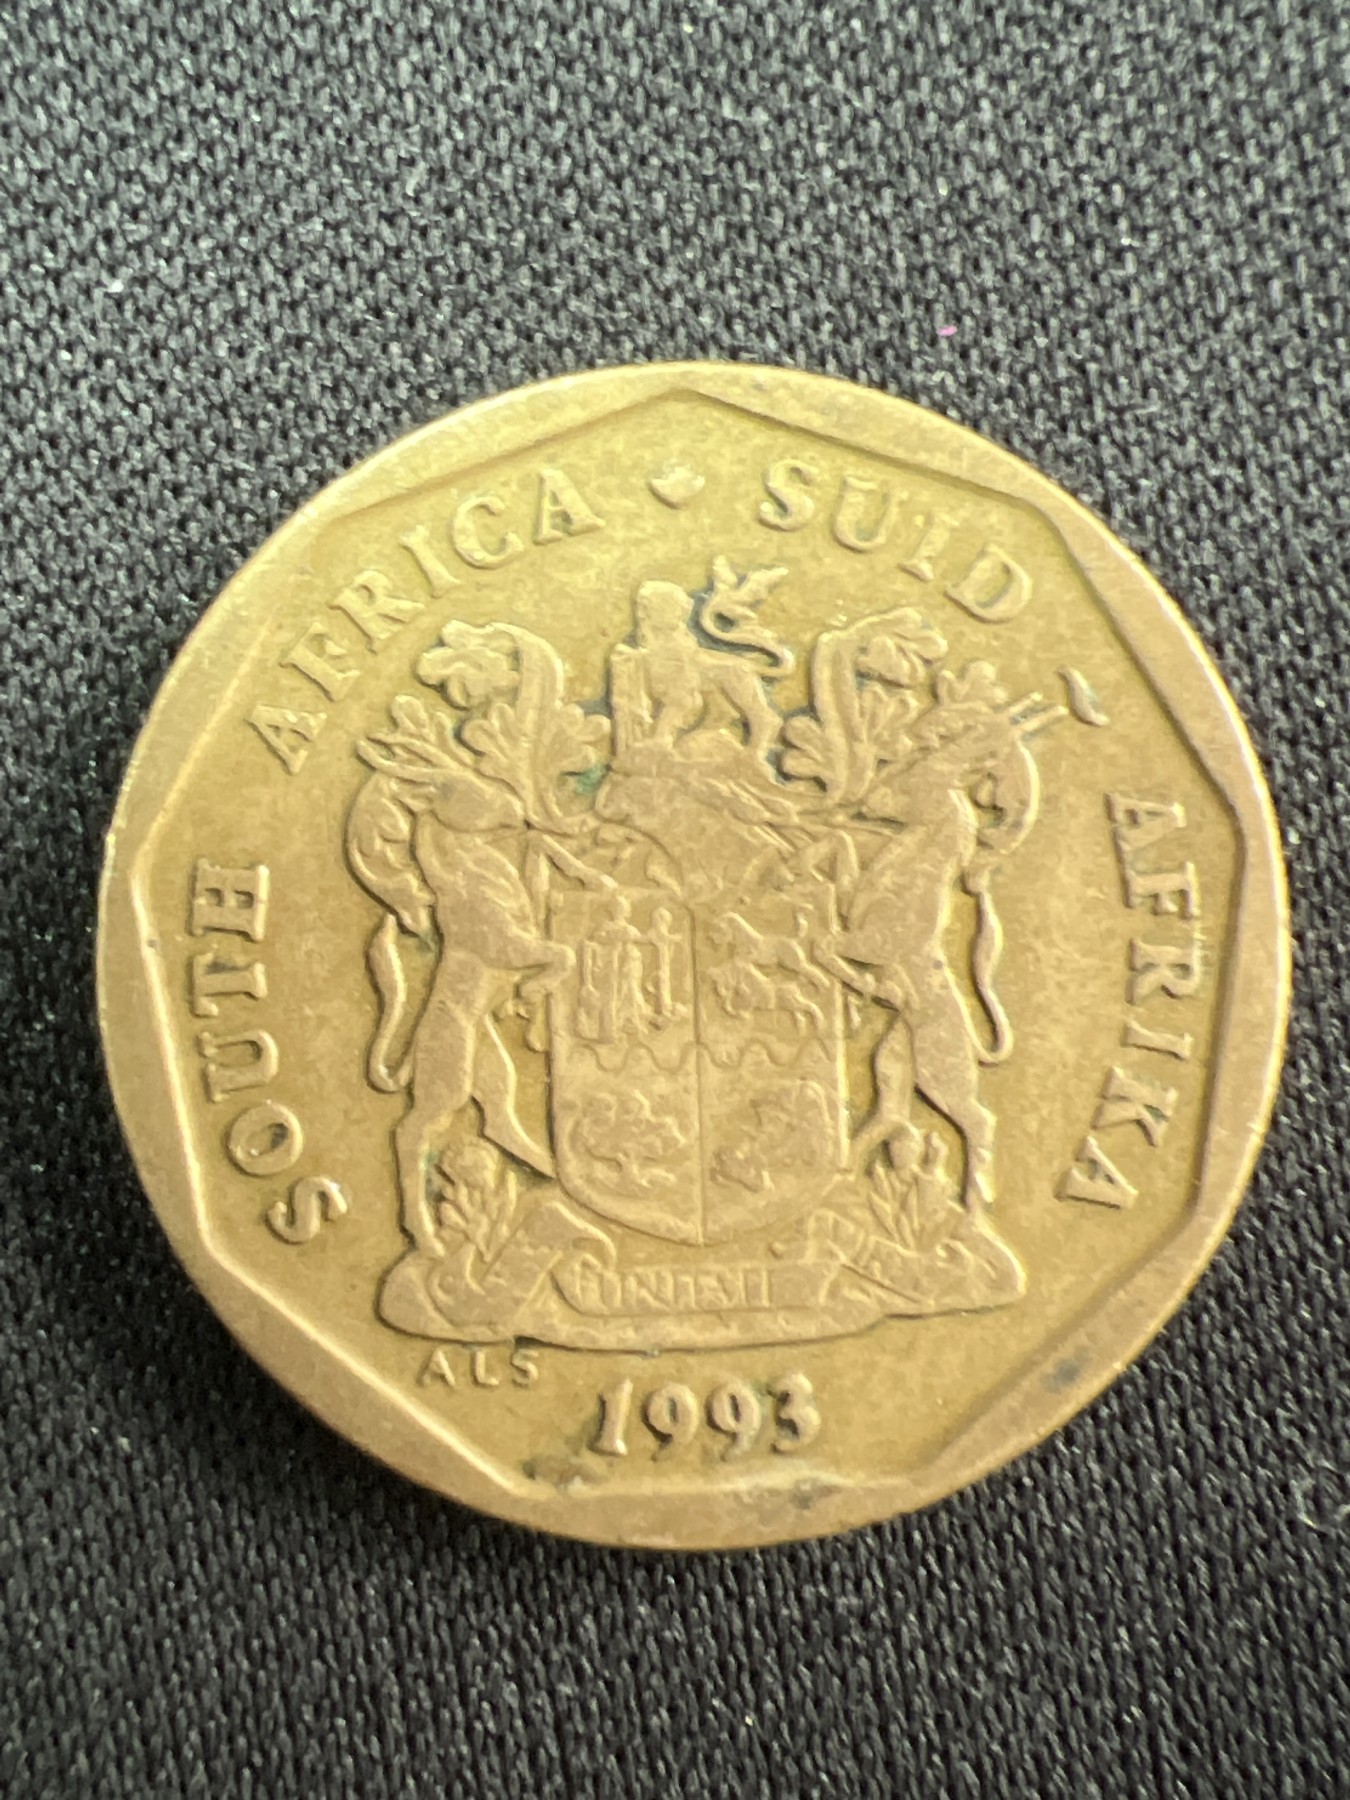 SOUTH AFRICA · SUID-AFRIKA
ALS
1993